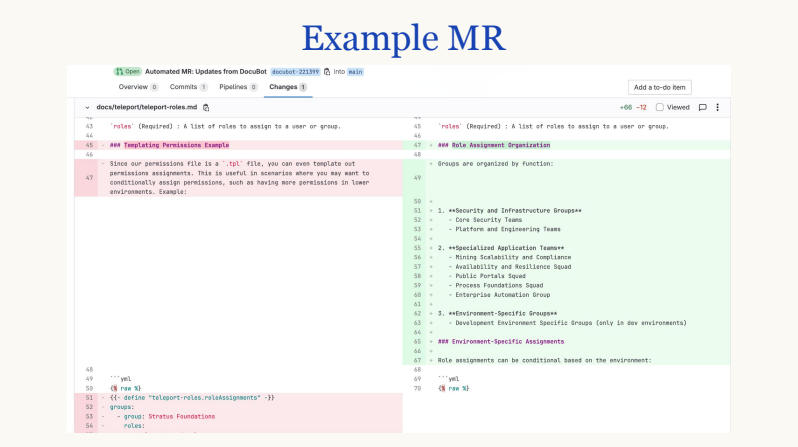 Example MR
Open Automated MR: Updates from DocuBot docubot-221399 into main
Overview 0 Commits 1 Pipelines 0 Changes 1
Add a to-do item
docs/teleport/teleport-roles.md
+66 −12 Viewed
43 `roles` (Required) : A list of roles to assign to a user or group.
44
45 - ### Templating Permissions Example
46
47 - Since our permissions file is a `.tpl` file, you can even template out
permissions assignments. This is useful in scenarios where you may want to
conditionally assign permissions, such as having more permissions in lower
environments. Example:
48
49 ```yml
50 {% raw %}
51 - {{- define "teleport-roles.roleAssignments" -}}
52 - groups:
53 - - group: Stratus Foundations
54 - roles:
45 `roles` (Required) : A list of roles to assign to a user or group.
46
47 + ### Role Assignment Organization
48
49 + Groups are organized by function:
50 +
51 + 1. **Security and Infrastructure Groups**
52 + - Core Security Teams
53 + - Platform and Engineering Teams
54 +
55 + 2. **Specialized Application Teams**
56 + - Mining Scalability and Compliance
57 + - Availability and Resilience Squad
58 + - Public Portals Squad
59 + - Process Foundations Squad
60 + - Enterprise Automation Group
61 +
62 + 3. **Environment-Specific Groups**
63 + - Development Environment Specific Groups (only in dev environments)
64 +
65 + ### Environment-Specific Assignments
66 +
67 + Role assignments can be conditional based on the environment:
68
69 ```yml
70 {% raw %}